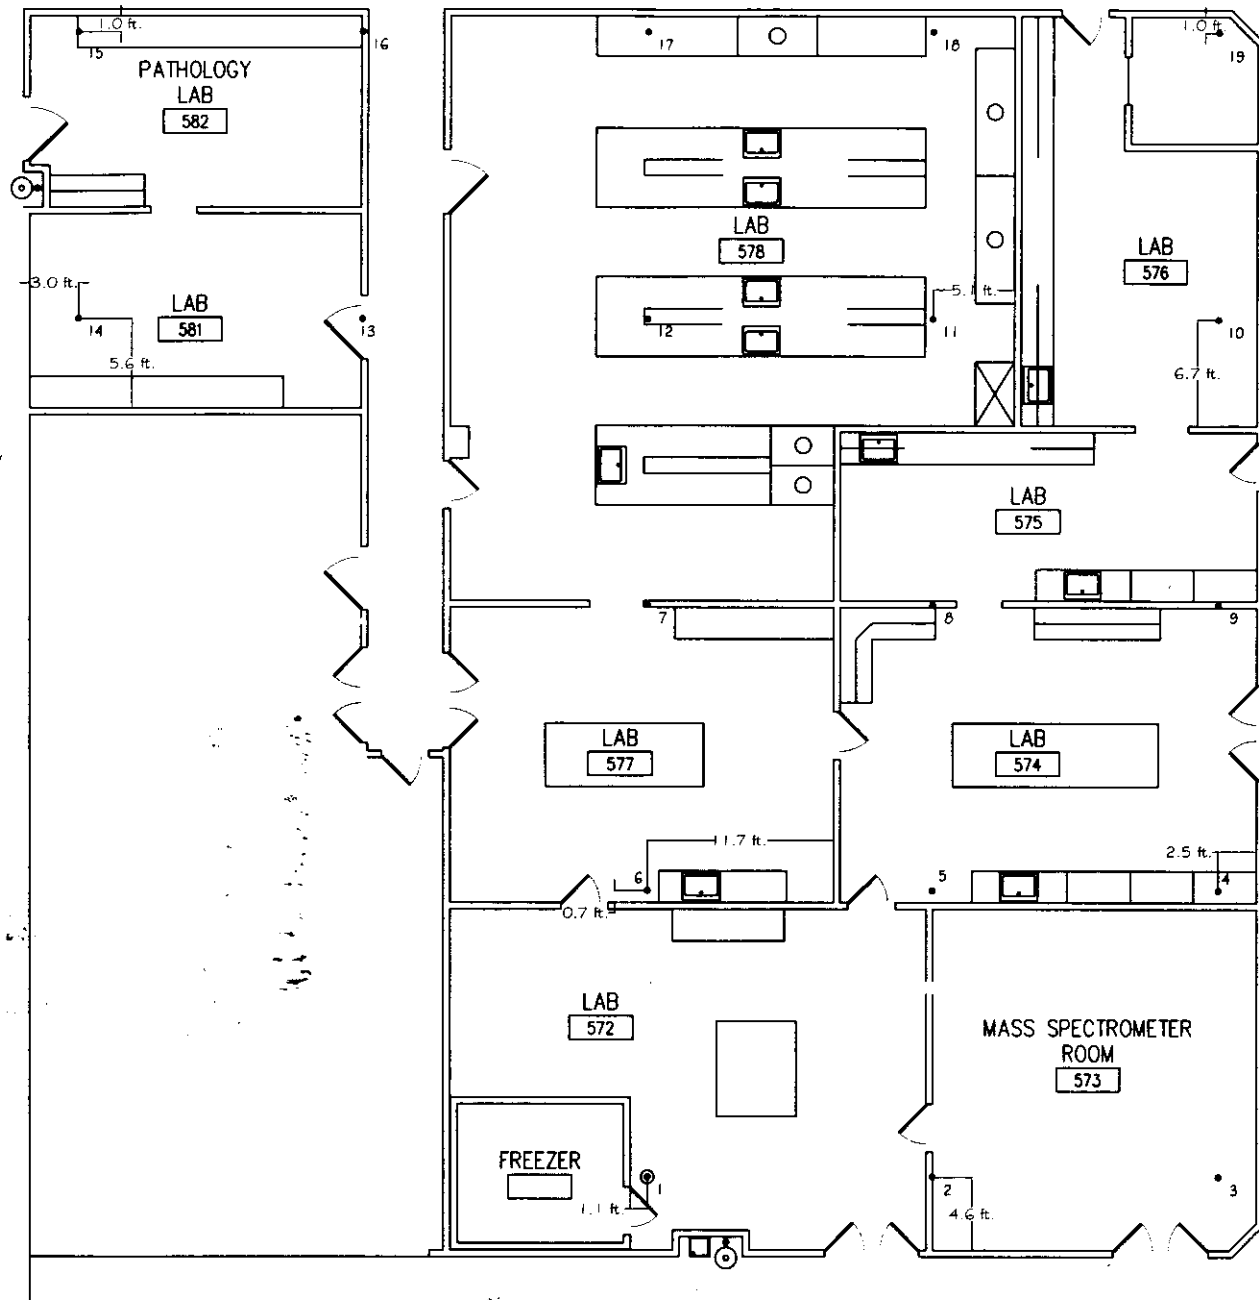 1.0 ft.
15
16
PATHOLOGY
LAB
582
17
18
1.0 ft.
19
LAB
578
LAB
576
3.0 ft.
14
LAB
581
13
5.6 ft.
12
5.1 ft.
11
10
6.7 ft.
LAB
575
7
8
9
LAB
577
LAB
574
11.7 ft.
6
0.7 ft.
5
2.5 ft.
4
LAB
572
MASS SPECTROMETER
ROOM
573
FREEZER
1
1.1 ft.
2
4.6 ft.
3